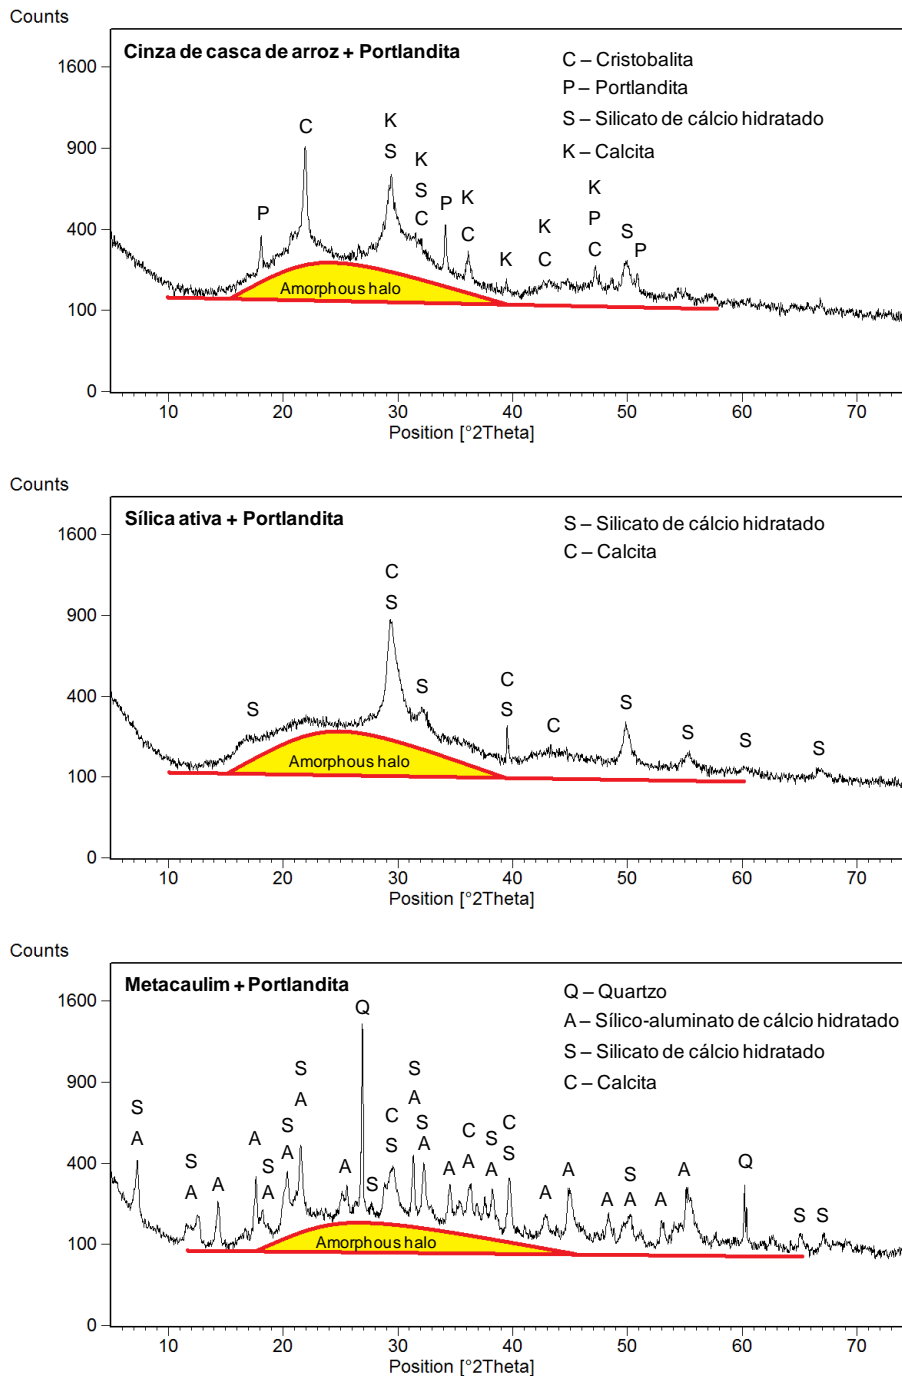 Counts
Cinza de casca de arroz + Portlandita
C – Cristobalita
P – Portlandita
S – Silicato de cálcio hidratado
K – Calcita
1600
900
400
100
0
P
C
K
S
K
S
C
P
K
C
K
K
C
K
P
C
S
P
Amorphous halo
10 20 30 40 50 60 70
Position [°2Theta]
Counts
Sílica ativa + Portlandita
S – Silicato de cálcio hidratado
C – Calcita
1600
900
400
100
0
S
C
S
S
C
S
C
S
S
S
S
Amorphous halo
10 20 30 40 50 60 70
Position [°2Theta]
Counts
Metacaulim + Portlandita
Q – Quartzo
A – Sílico-aluminato de cálcio hidratado
S – Silicato de cálcio hidratado
C – Calcita
1600
900
400
100
0
S
A
S
A
A
A
S
A
S
A
S
A
A
Q
S
C
S
S
A
S
A
A
C
A
S
A
C
S
A
A
A
S
A
A
A
Q
S
S
Amorphous halo
10 20 30 40 50 60 70
Position [°2Theta]